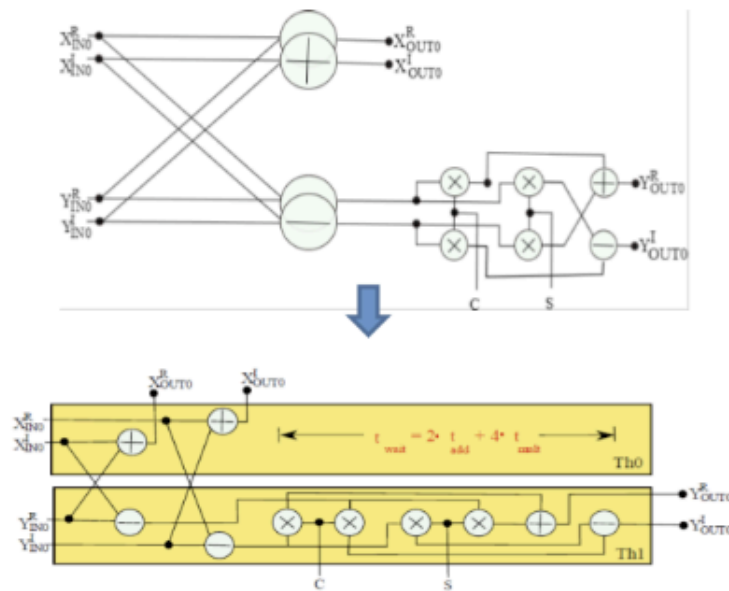 X^R_IN0
X^R_OUT0
X^I_IN0
X^I_OUT0
Y^R_IN0
Y^R_OUT0
Y^I_IN0
Y^I_OUT0
C S
X^R_OUT0 X^I_OUT0
X^R_IN0
X^I_IN0
t_wait = 2· t_add + 4· t_mult
Th0
Y^R_OUT0
Y^R_IN0
Y^I_OUT0
Y^I_IN0
Th1
C S